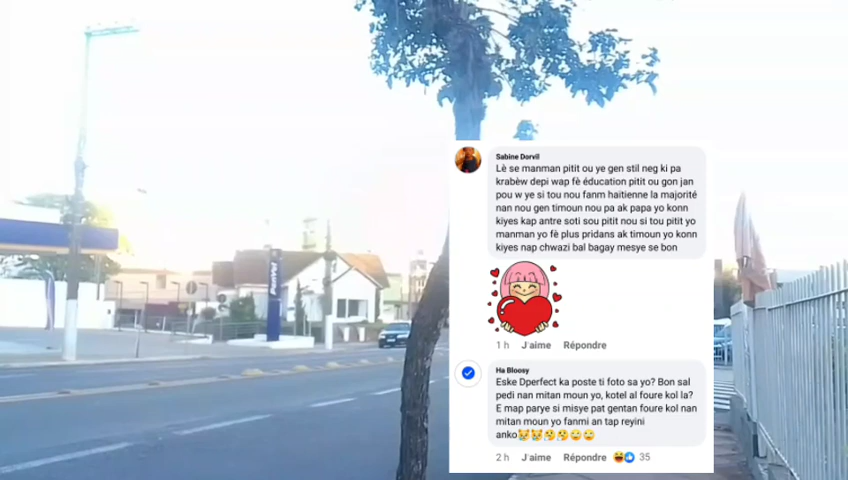 PenVet
Sabine Dorvil
Lè se manman pitit ou ye gen stil neg ki pa
krabèw depi wap fè éducation pitit ou gon jan
pou w ye si tou nou fanm haitienne la majorité
nan nou gen timoun nou pa ak papa yo konn
kiyes kap antre soti sou pitit nou si tou pitit yo
manman yo fè plus pridans ak timoun yo konn
kiyes nap chwazi bal bagay mesye se bon
1 h J'aime Répondre
Ha Bloosy
Eske Dperfect ka poste ti foto sa yo? Bon sal
pedi nan mitan moun yo, kotel al foure kol la?
E map parye si misye pat gentan foure kol nan
mitan moun yo fanmi an tap reyini
anko😿😿🤔🤔🙄🙄
2 h J'aime Répondre 35